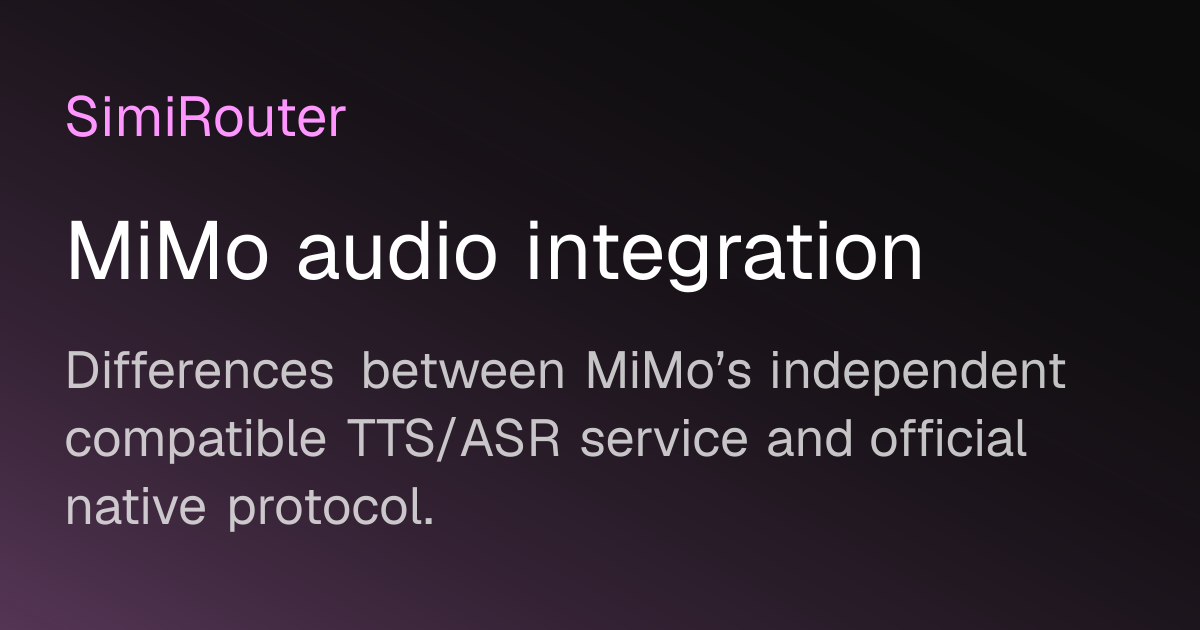 SimiRouter
MiMo audio integration
Differences between MiMo’s independent
compatible TTS/ASR service and official
native protocol.